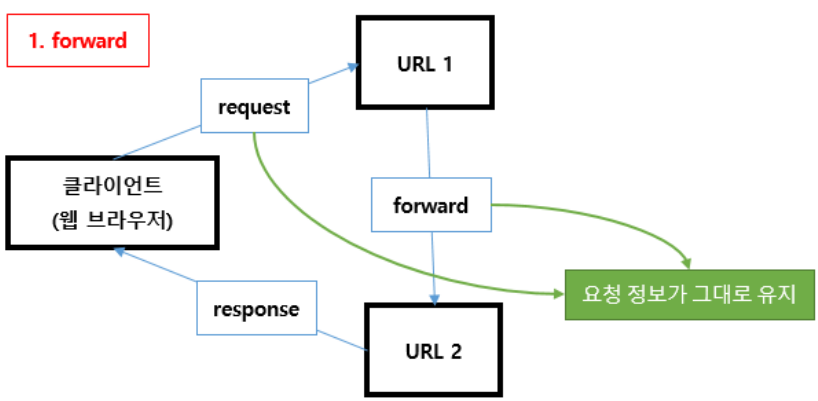 1. forward
URL 1
request
클라이언트
(웹 브라우저)
forward
요청 정보가 그대로 유지
response
URL 2